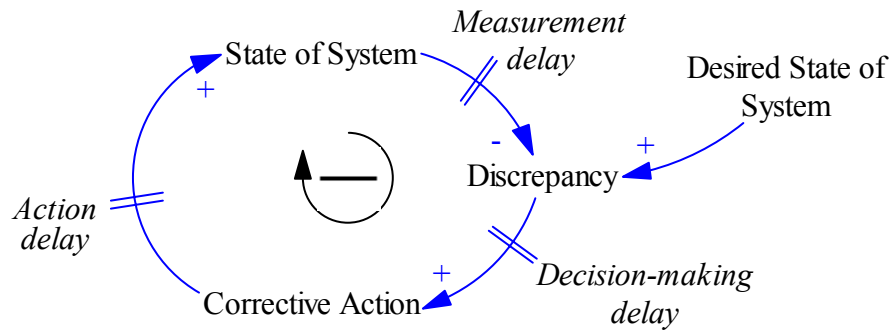 Measurement
delay
State of System
Desired State of
System
+
-
+
Discrepancy
Action
delay
+
Decision-making
delay
Corrective Action